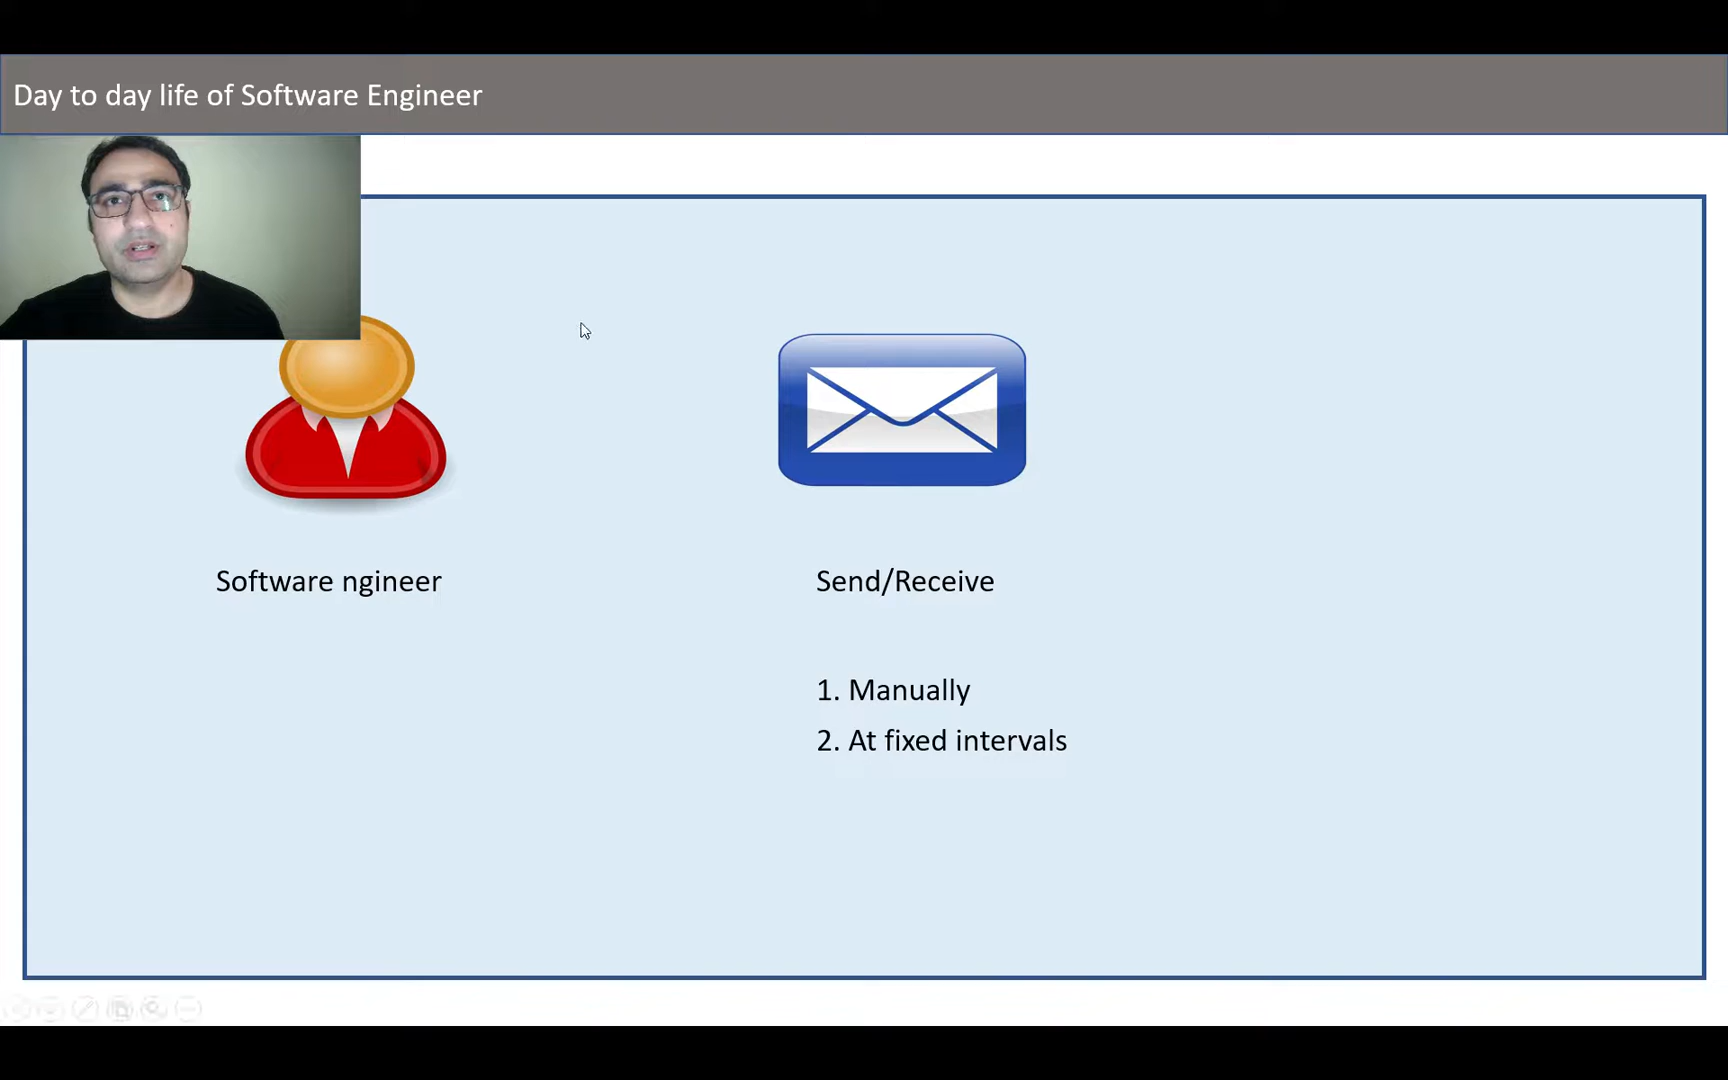 Day to day life of Software Engineer
Software ngineer
Send/Receive
1. Manually
2. At fixed intervals